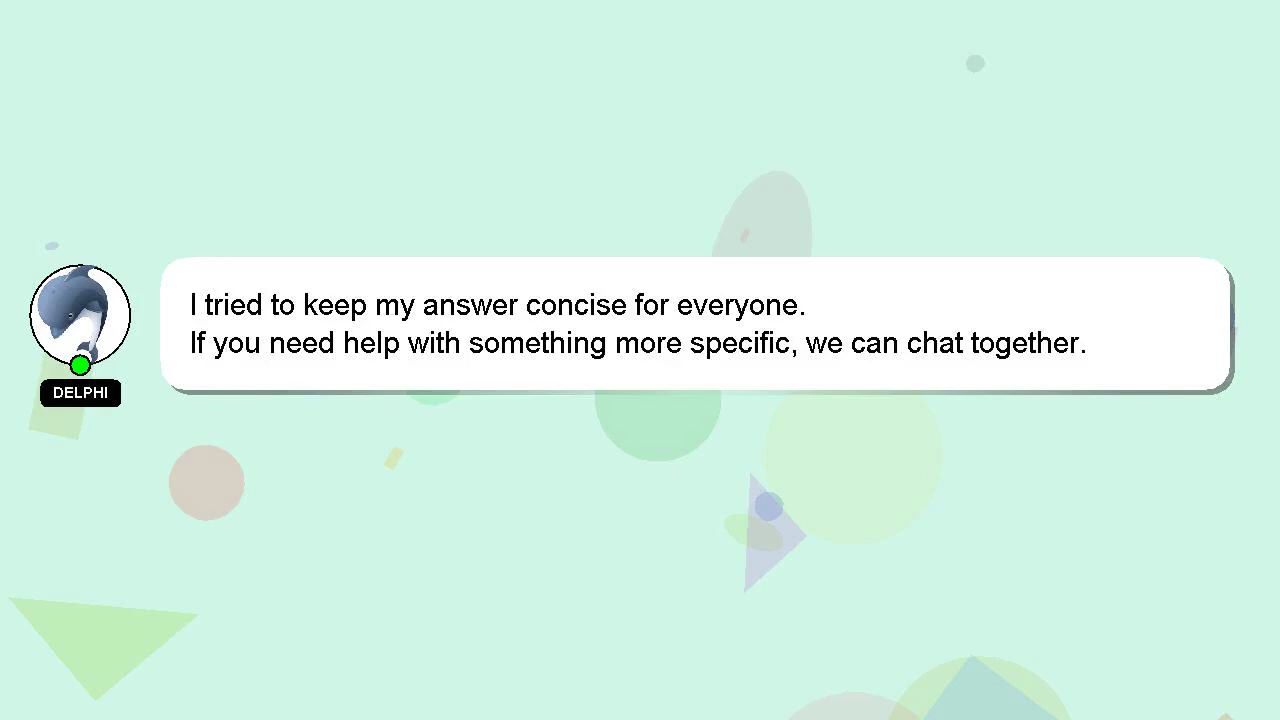 I tried to keep my answer concise for everyone.
If you need help with something more specific, we can chat together.
DELPHI